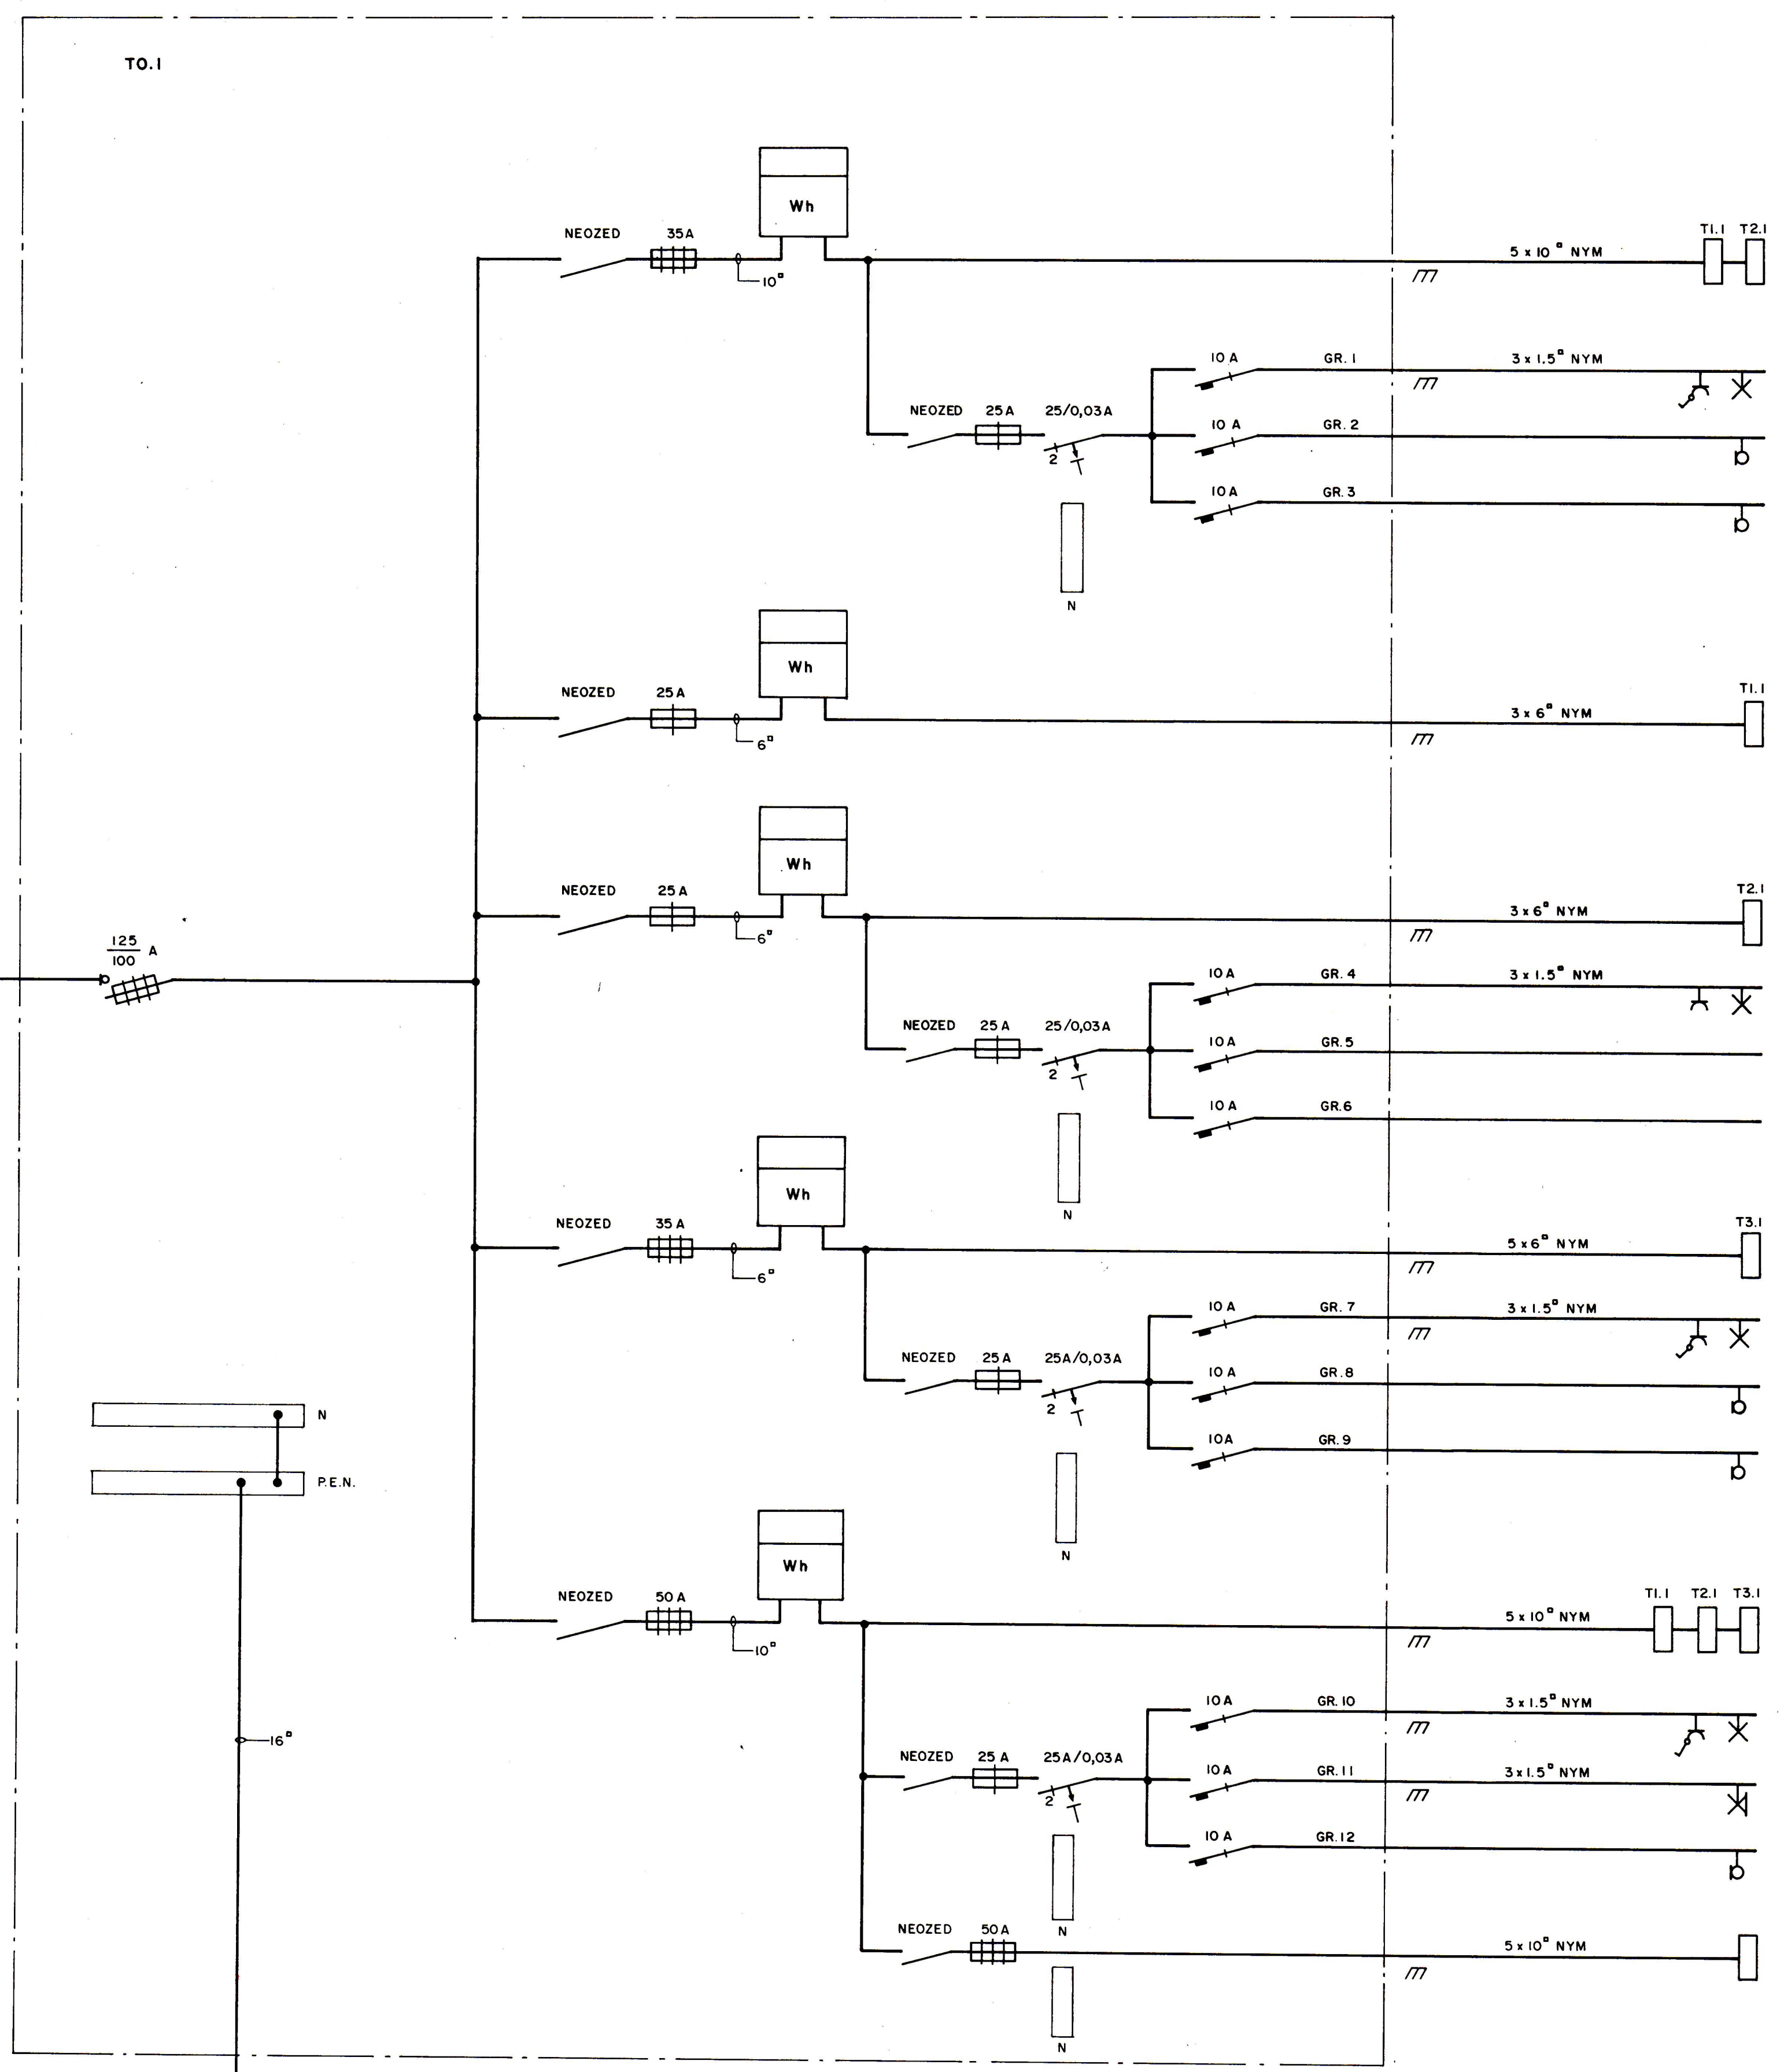 TO.1
Wh
NEOZED 35A
10▫
5 x 10▫ NYM
T1.1 T2.1
10 A GR. 1 3 x 1.5▫ NYM
NEOZED 25A 25/0,03A
2
10 A GR. 2
10 A GR. 3
N
Wh
NEOZED 25A
6▫
3 x 6▫ NYM
T1.1
Wh
NEOZED 25A
6▫
3 x 6▫ NYM
T2.1
125
100
A
10 A GR. 4 3 x 1.5▫ NYM
NEOZED 25A 25/0,03A
2
10 A GR. 5
10 A GR.6
N
Wh
NEOZED 35A
6▫
5 x 6▫ NYM
T3.1
10 A GR. 7 3 x 1.5▫ NYM
NEOZED 25A 25A/0,03A
2
10 A GR. 8
10A GR. 9
N
N
P.E.N.
Wh
NEOZED 50A
10▫
5 x 10▫ NYM
T1.1 T2.1 T3.1
16▫
10 A GR. 10 3 x 1.5▫ NYM
NEOZED 25A 25A/0,03A
2
10 A GR. 11 3 x 1.5▫ NYM
10 A GR. 12
N
NEOZED 50A
5 x 10▫ NYM
N